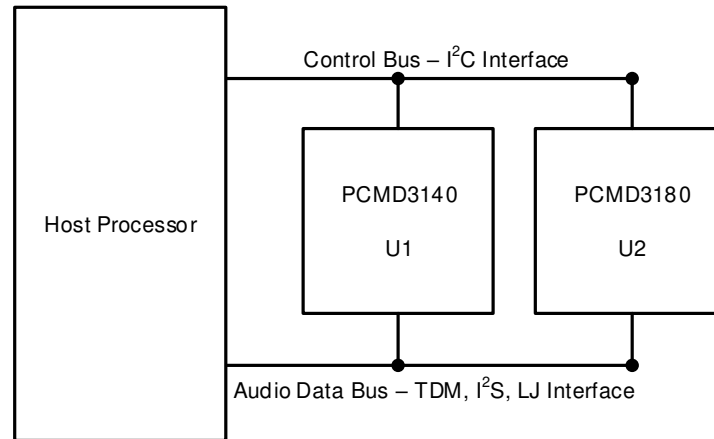 Control Bus – I²C Interface
Host Processor
PCMD3140
U1
PCMD3180
U2
Audio Data Bus – TDM, I²S, LJ Interface